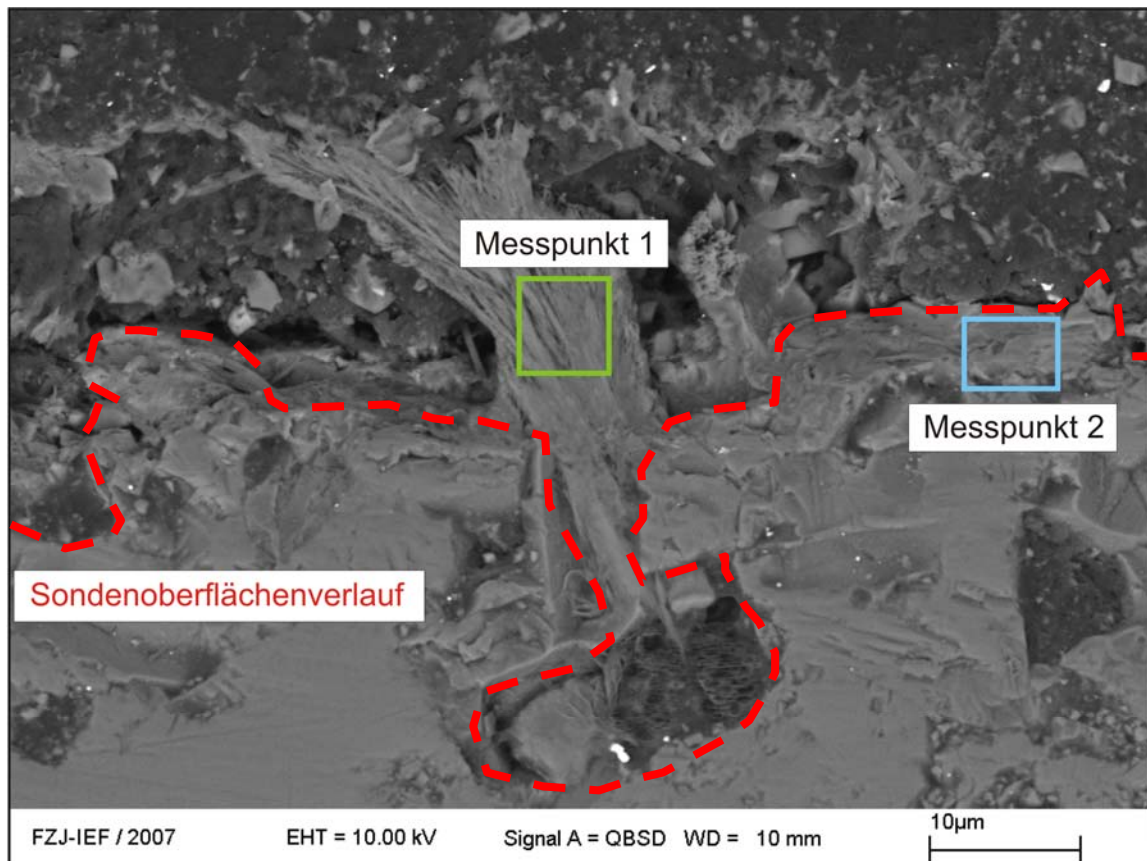 Messpunkt 1
Messpunkt 2
Sondenoberflächenverlauf
FZJ-IEF / 2007 EHT = 10.00 kV Signal A = QBSD WD = 10 mm 10µm